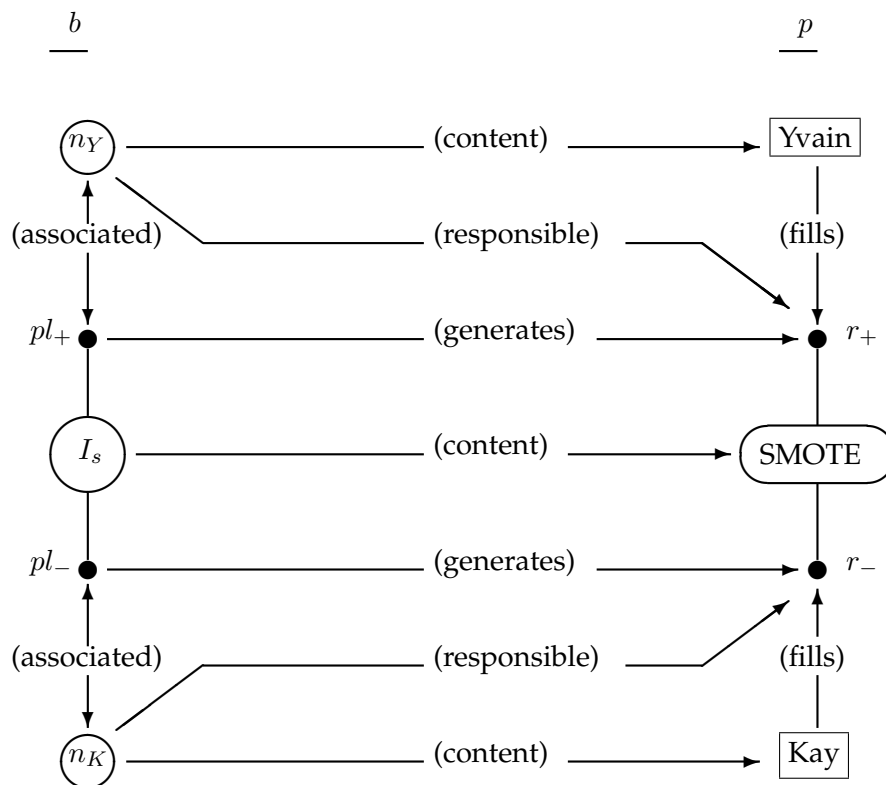 b p
n_Y (content) Yvain
(associated) (responsible) (fills)
pl_+ (generates) r_+
I_s (content) SMOTE
pl_- (generates) r_-
(associated) (responsible) (fills)
n_K (content) Kay